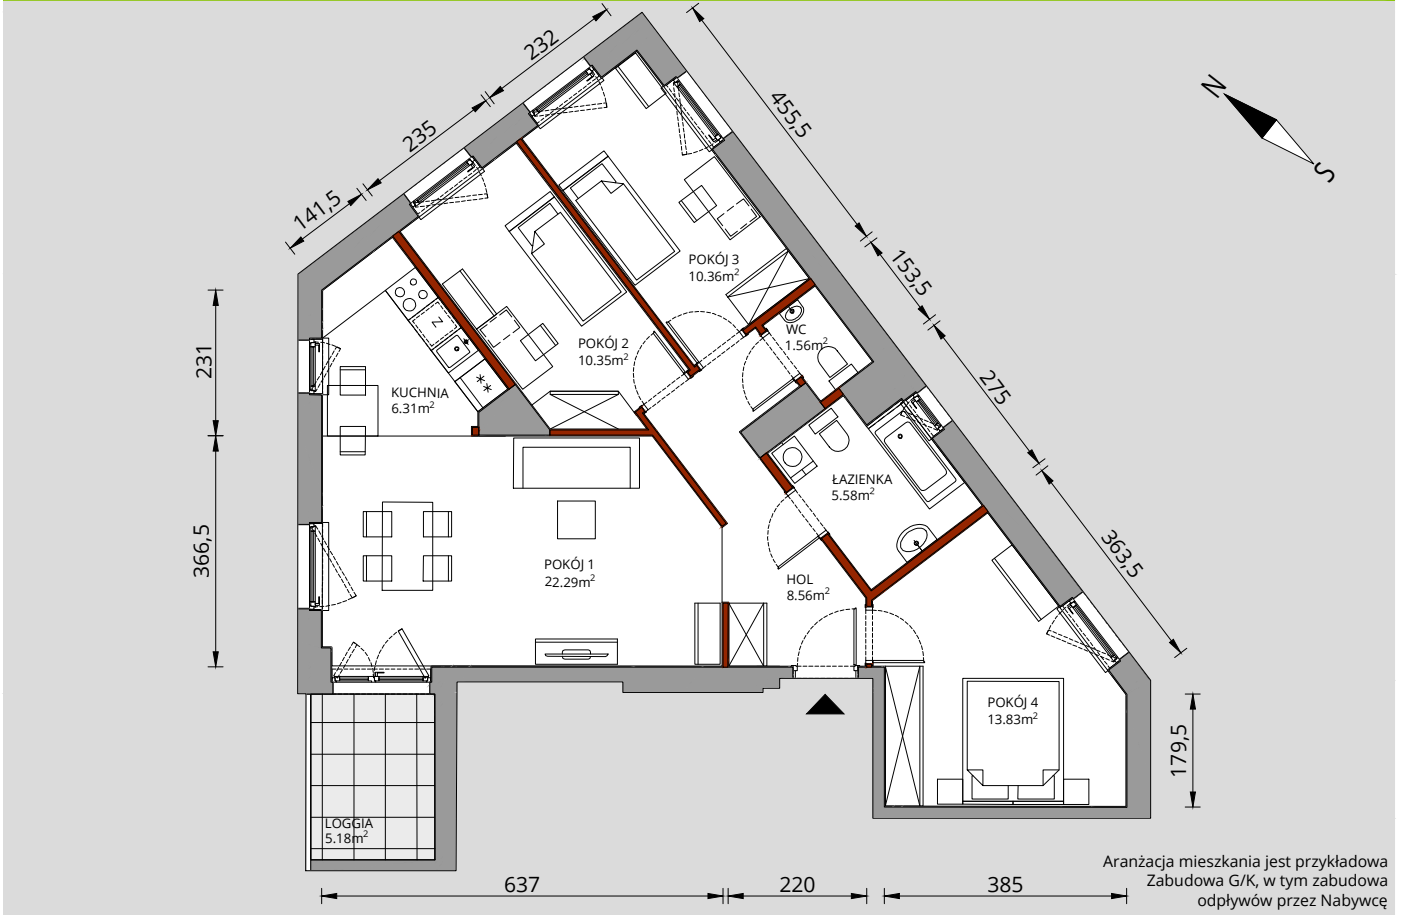 232
235
141,5
455,5
153,5
275
363,5
N
S
231
366,5
179,5
POKÓJ 3
10.36m²
WC
1.56m²
POKÓJ 2
10.35m²
Z
KUCHNIA
6.31m²
**
ŁAZIENKA
5.58m²
POKÓJ 1
22.29m²
HOL
8.56m²
POKÓJ 4
13.83m²
LOGGIA
5.18m²
637
220
385
Aranżacja mieszkania jest przykładowa
Zabudowa G/K, w tym zabudowa
odpływów przez Nabywcę